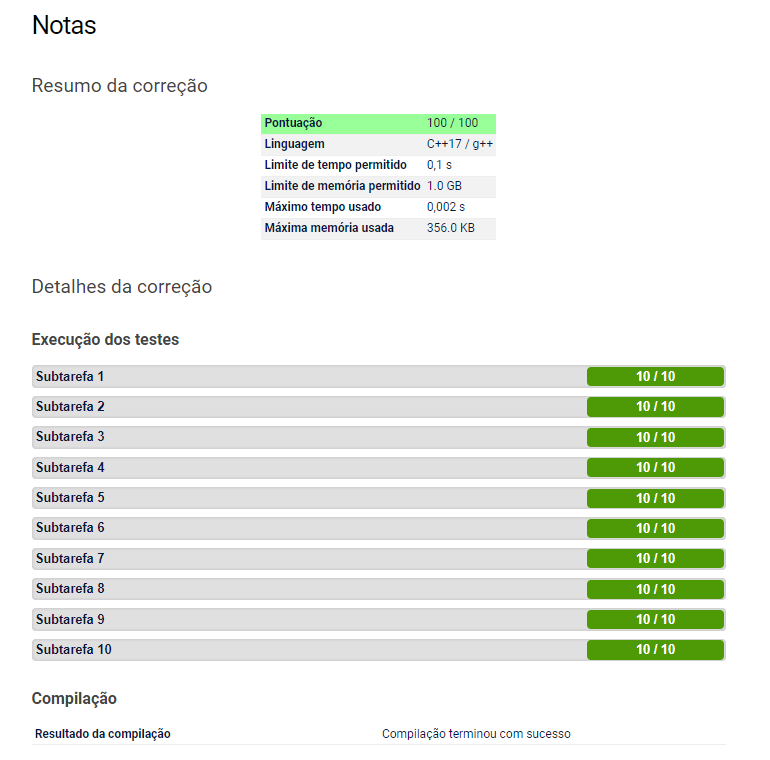 Notas
Resumo da correção
Pontuação 100 / 100
Linguagem C++17 / g++
Limite de tempo permitido 0,1 s
Limite de memória permitido 1.0 GB
Máximo tempo usado 0,002 s
Máxima memória usada 356.0 KB
Detalhes da correção
Execução dos testes
Subtarefa 1 10 / 10
Subtarefa 2 10 / 10
Subtarefa 3 10 / 10
Subtarefa 4 10 / 10
Subtarefa 5 10 / 10
Subtarefa 6 10 / 10
Subtarefa 7 10 / 10
Subtarefa 8 10 / 10
Subtarefa 9 10 / 10
Subtarefa 10 10 / 10
Compilação
Resultado da compilação Compilação terminou com sucesso